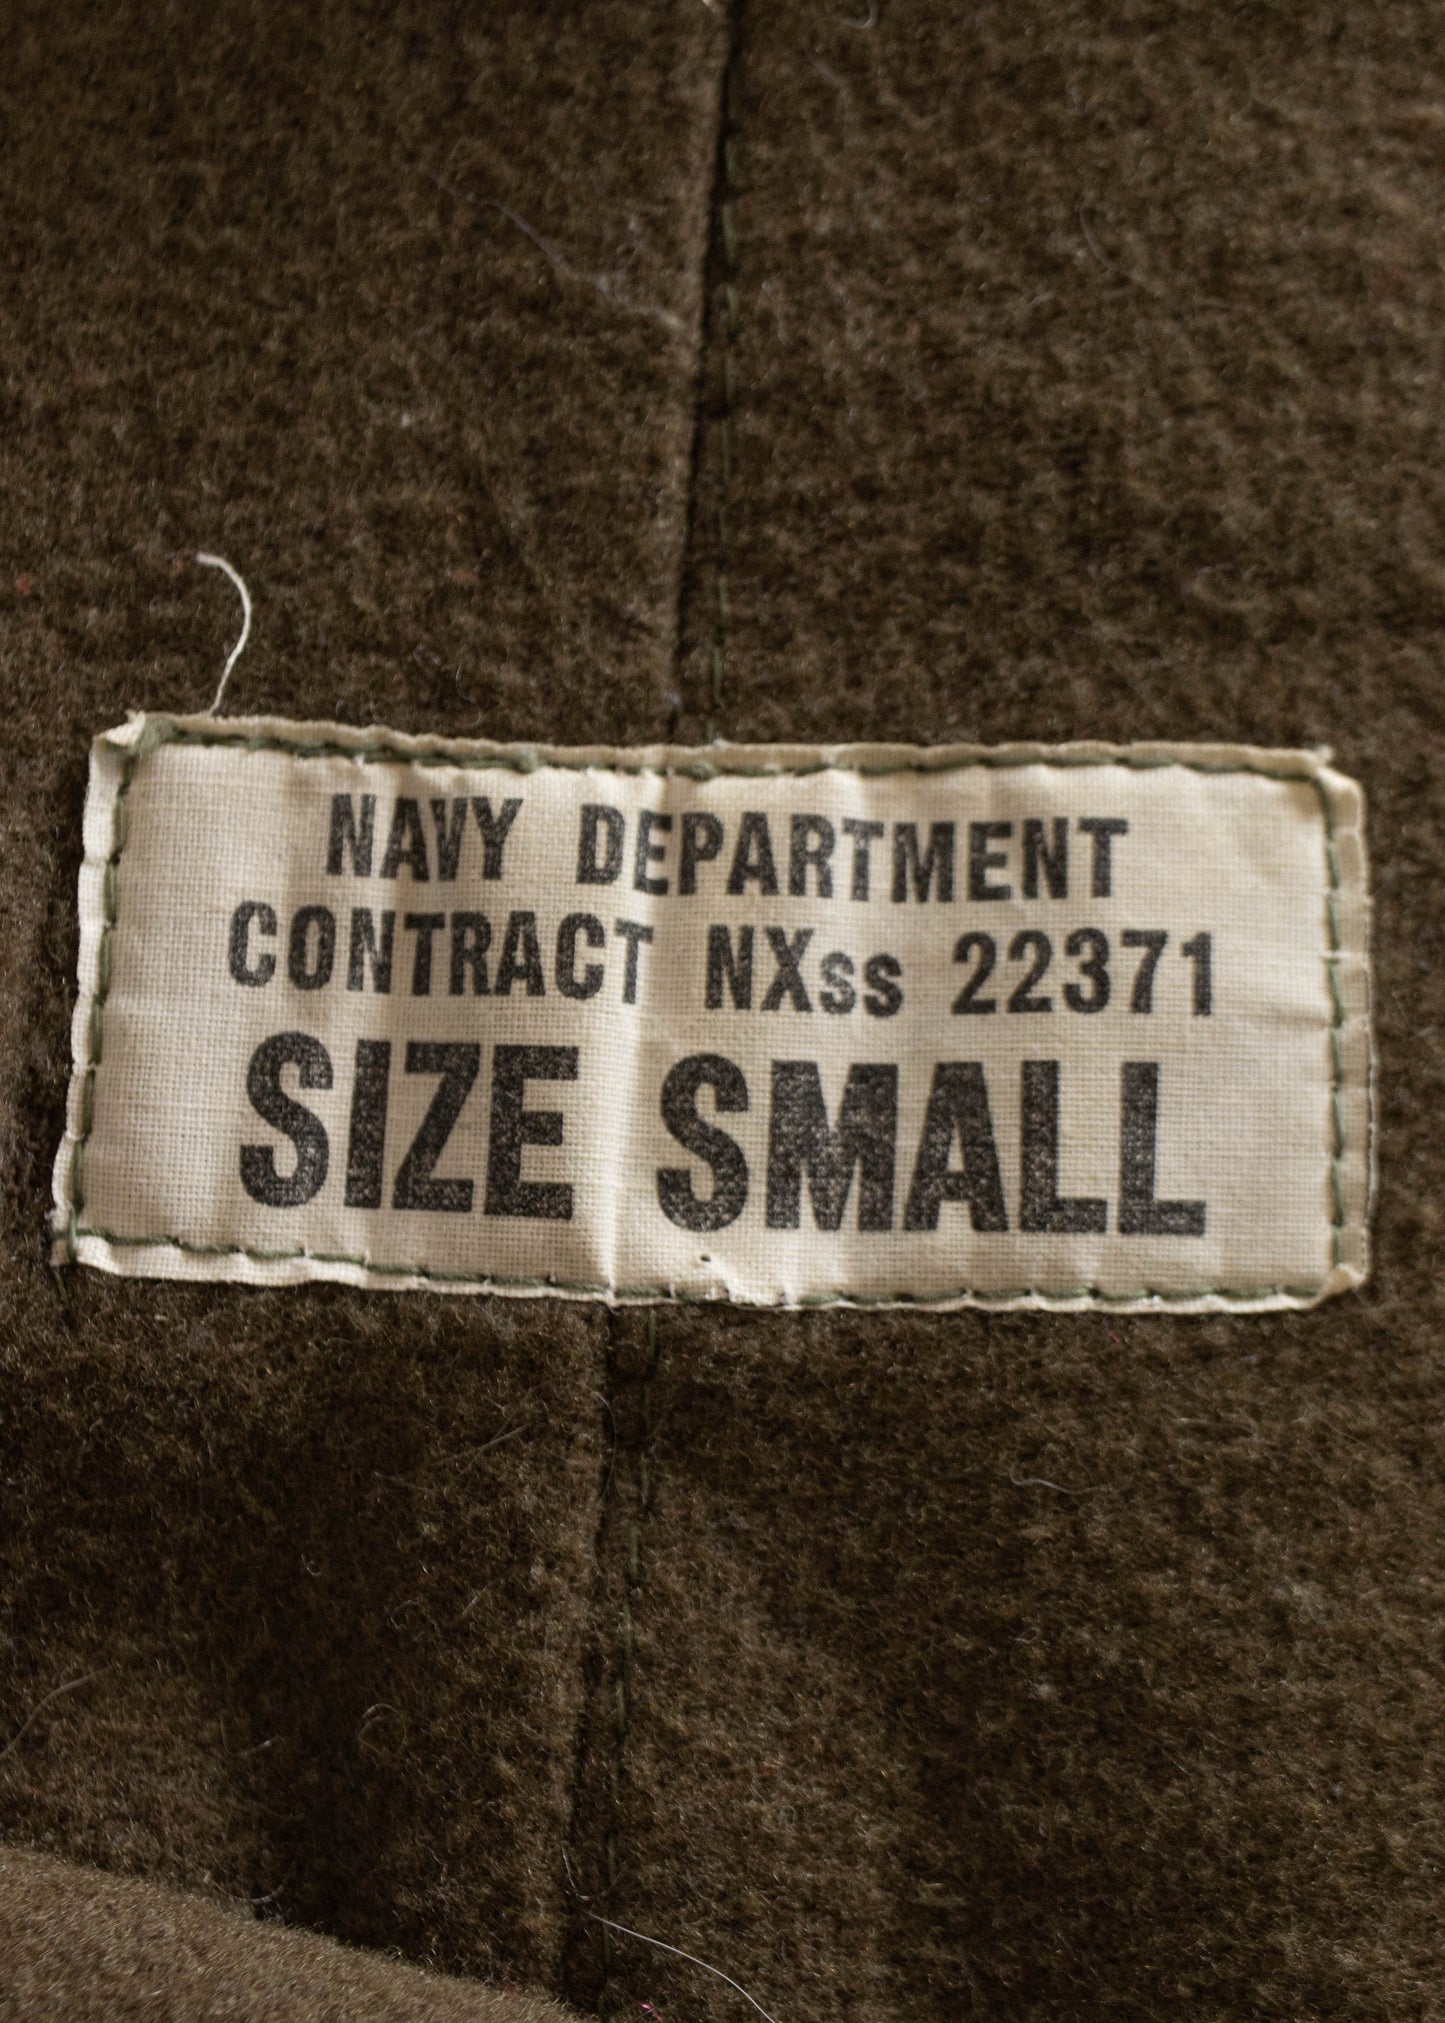 NAVY DEPARTMENT
CONTRACT NXss 22371
SIZE SMALL